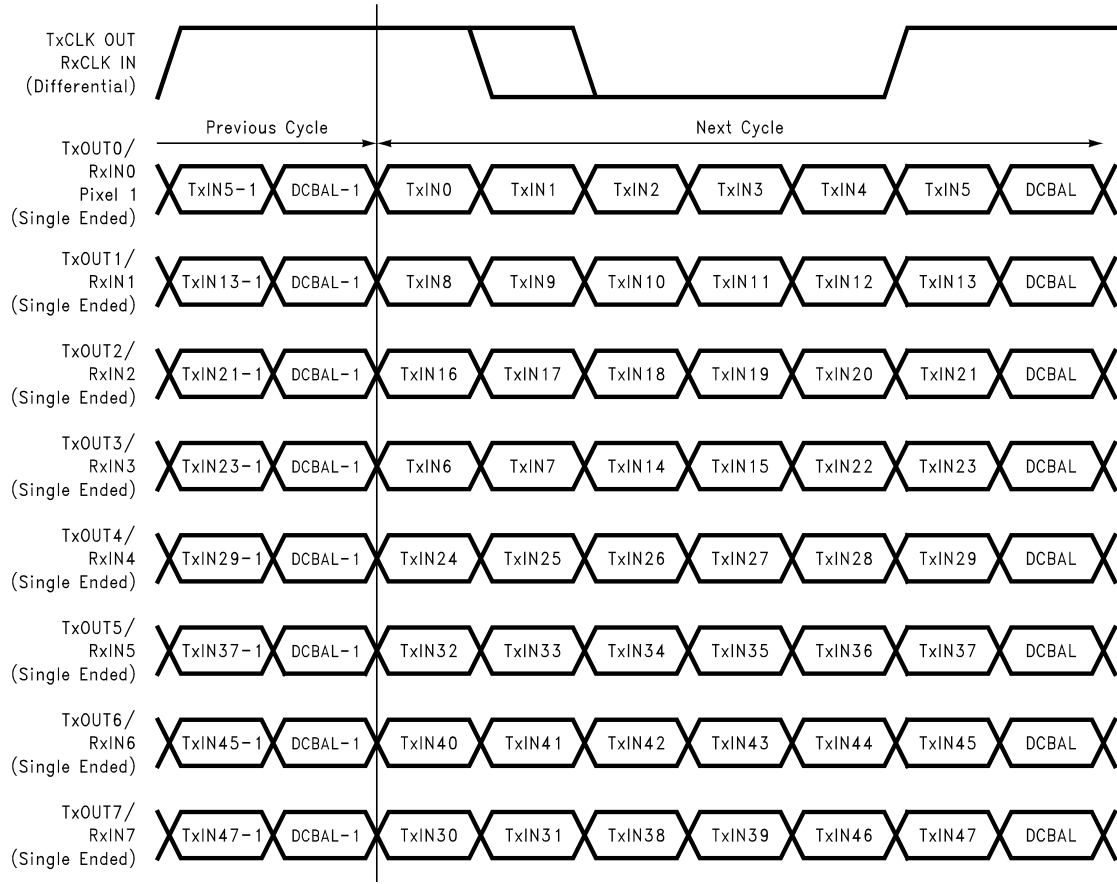 TxCLK OUT
RxCLK IN
(Differential)
Previous Cycle
Next Cycle
TxOUT0/
RxIN0
Pixel 1
(Single Ended)
TxIN5-1 DCBAL-1 TxIN0 TxIN1 TxIN2 TxIN3 TxIN4 TxIN5 DCBAL
TxOUT1/
RxIN1
(Single Ended)
TxIN13-1 DCBAL-1 TxIN8 TxIN9 TxIN10 TxIN11 TxIN12 TxIN13 DCBAL
TxOUT2/
RxIN2
(Single Ended)
TxIN21-1 DCBAL-1 TxIN16 TxIN17 TxIN18 TxIN19 TxIN20 TxIN21 DCBAL
TxOUT3/
RxIN3
(Single Ended)
TxIN23-1 DCBAL-1 TxIN6 TxIN7 TxIN14 TxIN15 TxIN22 TxIN23 DCBAL
TxOUT4/
RxIN4
(Single Ended)
TxIN29-1 DCBAL-1 TxIN24 TxIN25 TxIN26 TxIN27 TxIN28 TxIN29 DCBAL
TxOUT5/
RxIN5
(Single Ended)
TxIN37-1 DCBAL-1 TxIN32 TxIN33 TxIN34 TxIN35 TxIN36 TxIN37 DCBAL
TxOUT6/
RxIN6
(Single Ended)
TxIN45-1 DCBAL-1 TxIN40 TxIN41 TxIN42 TxIN43 TxIN44 TxIN45 DCBAL
TxOUT7/
RxIN7
(Single Ended)
TxIN47-1 DCBAL-1 TxIN30 TxIN31 TxIN38 TxIN39 TxIN46 TxIN47 DCBAL